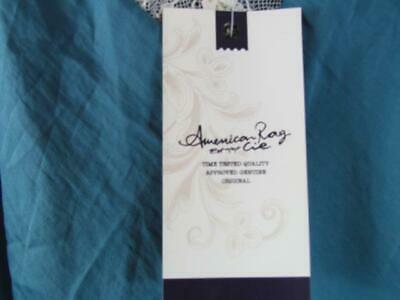 American Rag
Cie
TIME TESTED QUALITY
APPROVED GENUINE
ORIGINAL